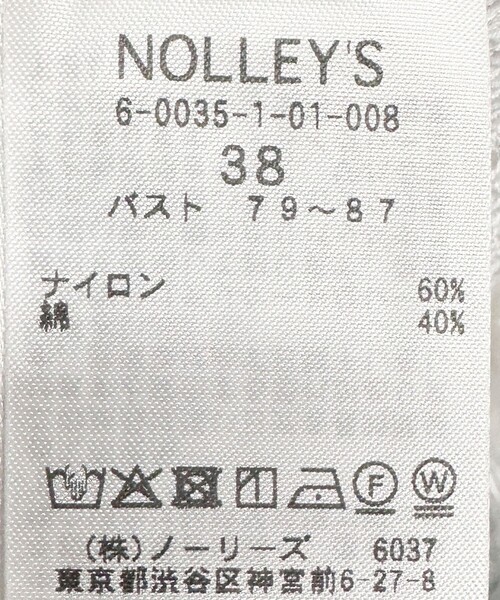 NOLLEY'S
6-0035-1-01-008
38
バスト 79〜87
ナイロン 60%
綿 40%
F W
(株)ノーリーズ 6037
東京都渋谷区神宮前6-27-8